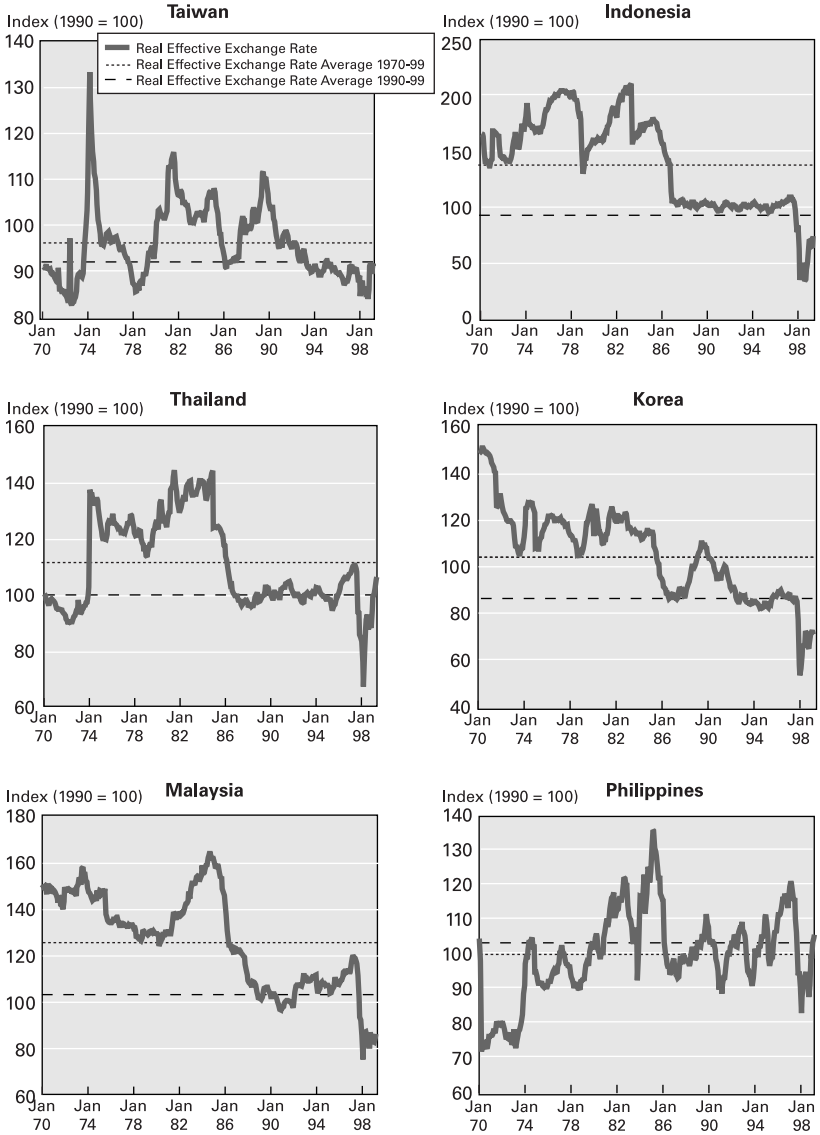 Taiwan
Index (1990 = 100)
Real Effective Exchange Rate
Real Effective Exchange Rate Average 1970-99
Real Effective Exchange Rate Average 1990-99
140
130
120
110
100
90
80
Jan Jan Jan Jan Jan Jan Jan Jan
70 74 78 82 86 90 94 98
Indonesia
Index (1990 = 100)
250
200
150
100
50
0
Jan Jan Jan Jan Jan Jan Jan Jan
70 74 78 82 86 90 94 98
Thailand
Index (1990 = 100)
160
140
120
100
80
60
Jan Jan Jan Jan Jan Jan Jan Jan
70 74 78 82 86 90 94 98
Korea
Index (1990 = 100)
160
140
120
100
80
60
40
Jan Jan Jan Jan Jan Jan Jan Jan
70 74 78 82 86 90 94 98
Malaysia
Index (1990 = 100)
180
160
140
120
100
80
60
Jan Jan Jan Jan Jan Jan Jan Jan
70 74 78 82 86 90 94 98
Philippines
Index (1990 = 100)
140
130
120
110
100
90
80
70
60
Jan Jan Jan Jan Jan Jan Jan Jan
70 74 78 82 86 90 94 98